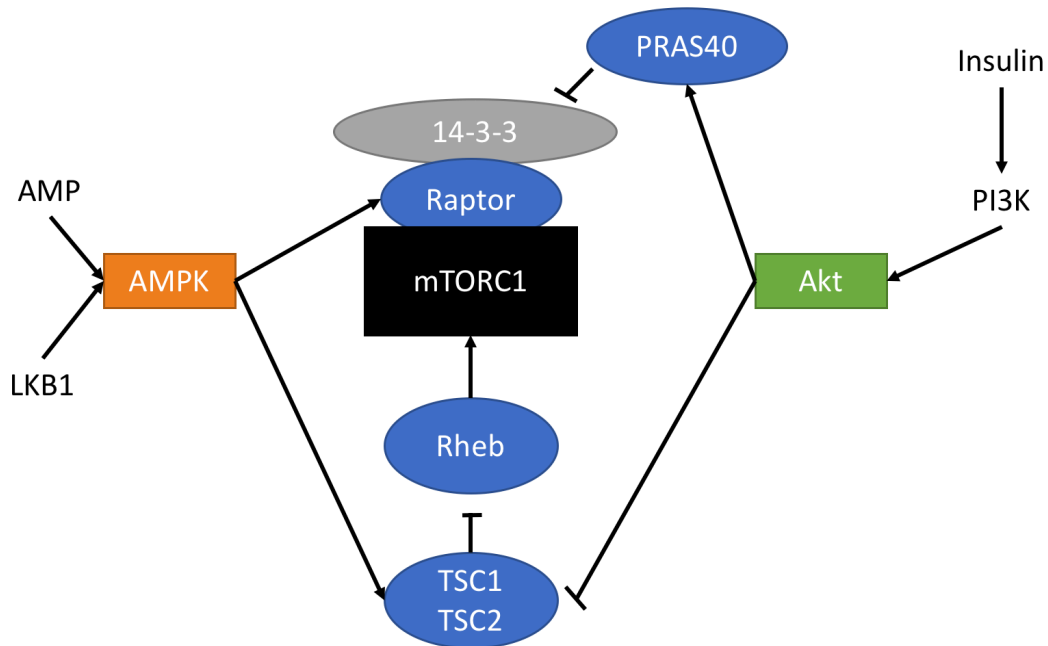 PRAS40
Insulin
14-3-3
AMP
Raptor
PI3K
AMPK
mTORC1
Akt
LKB1
Rheb
TSC1
TSC2